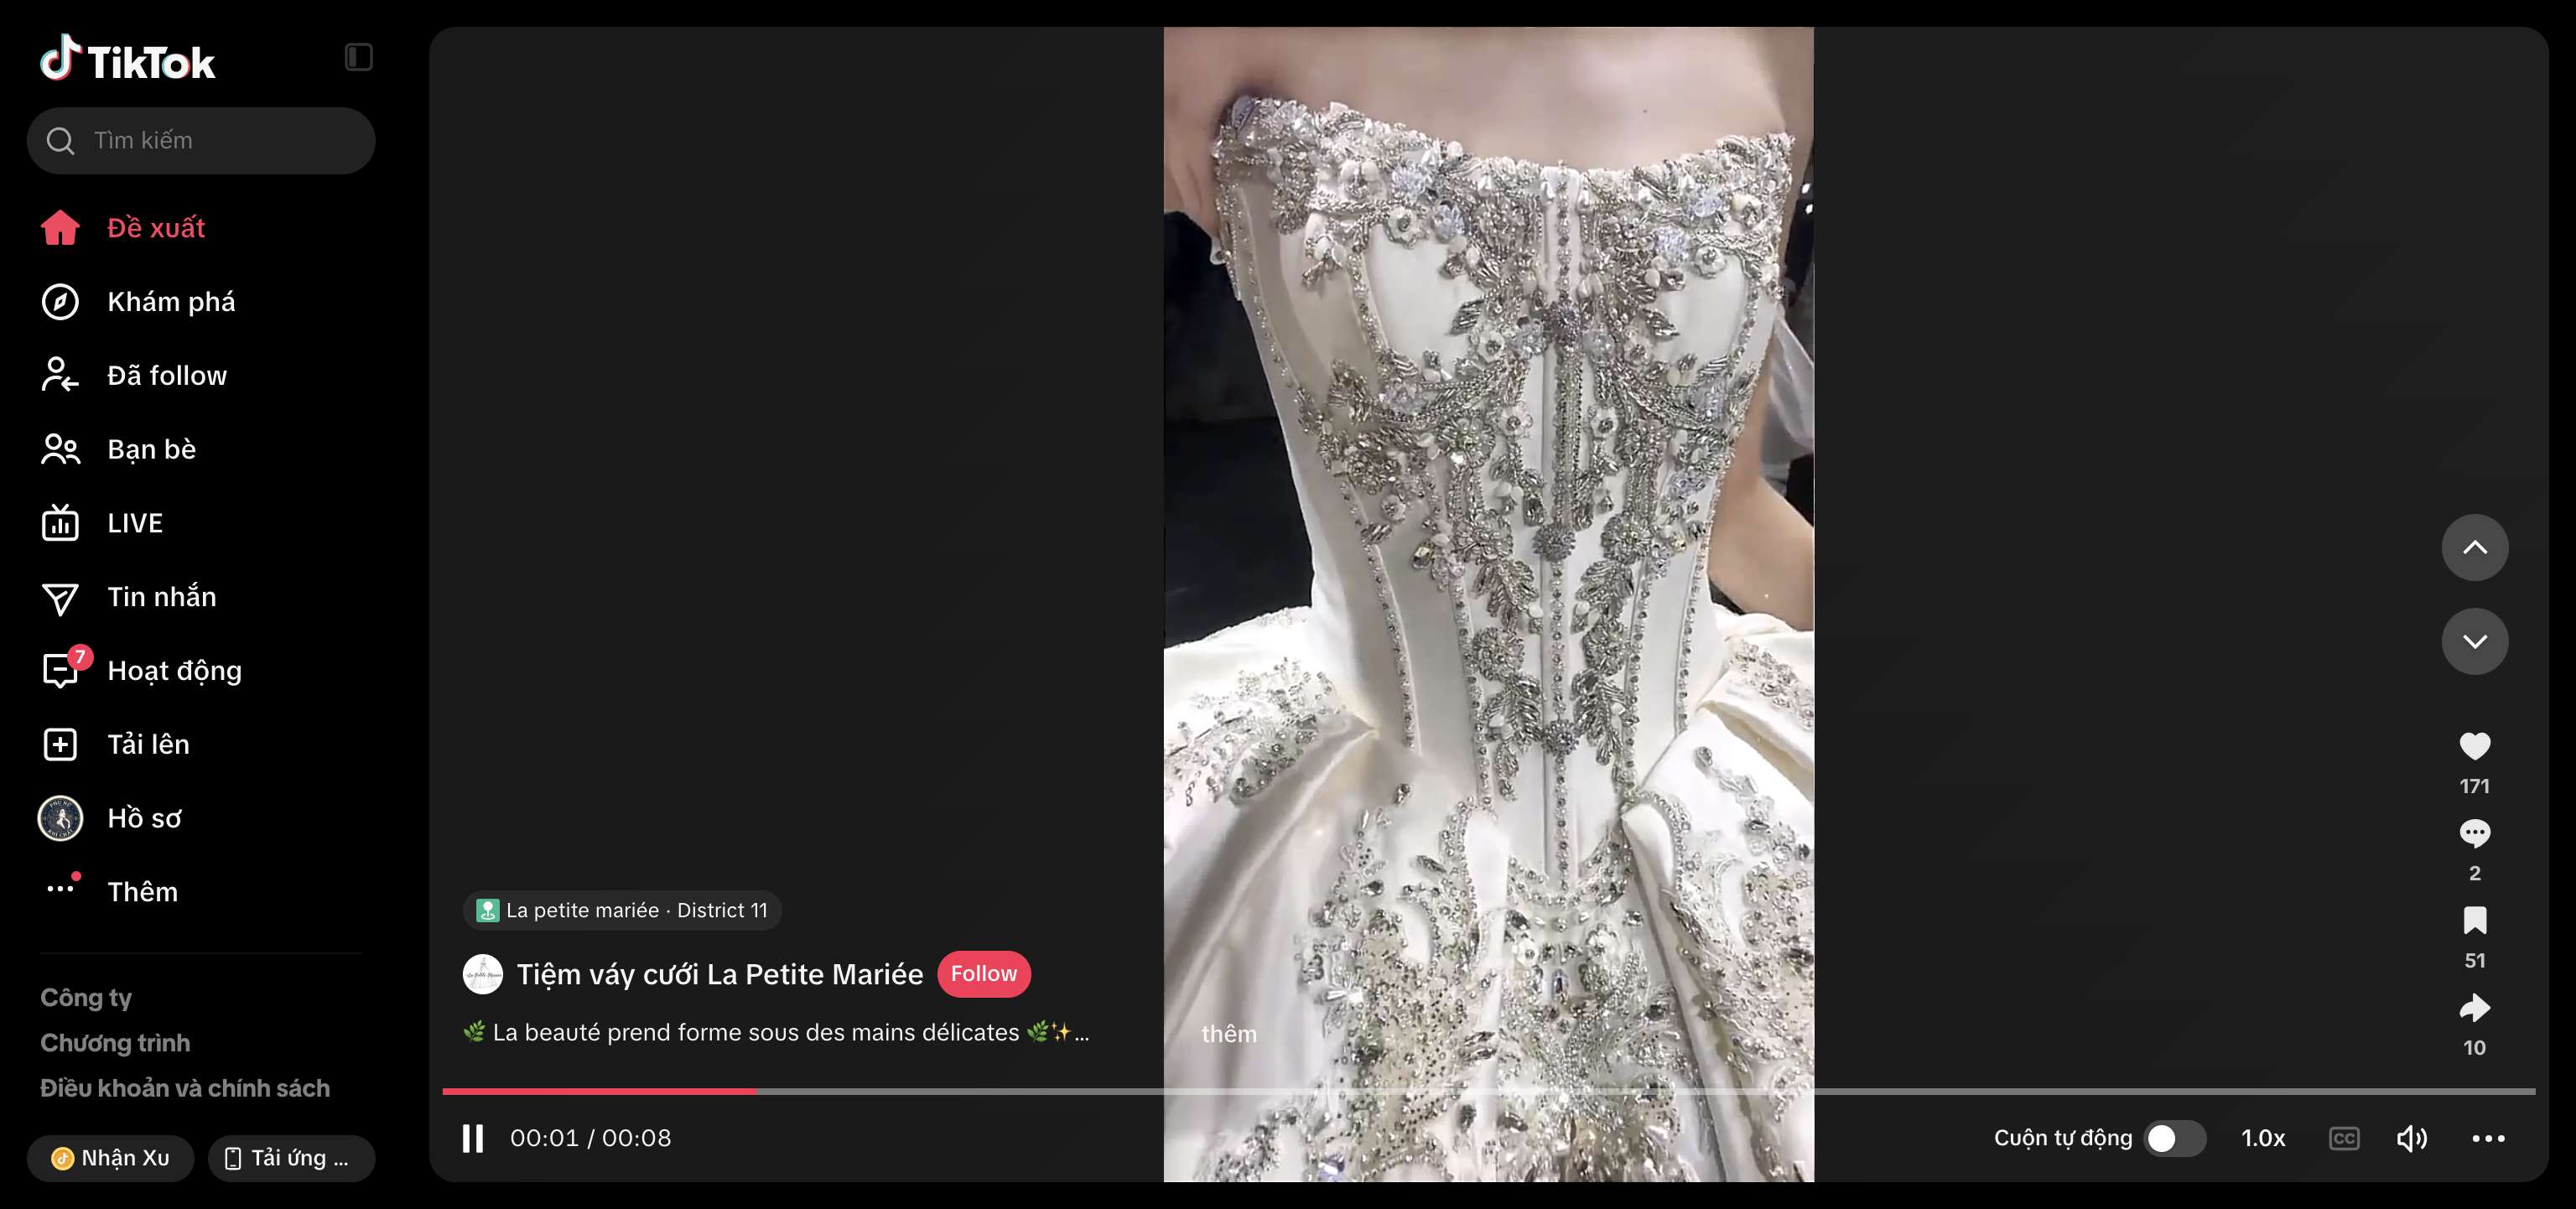 TikTok
Tìm kiếm
Đề xuất
Khám phá
Đã follow
Bạn bè
LIVE
Tin nhắn
7
Hoạt động
Tải lên
Hồ sơ
Thêm
Công ty
Chương trình
Điều khoản và chính sách
Nhận Xu
Tải ứng ...
La petite mariée · District 11
Tiệm váy cưới La Petite Mariée
Follow
🌿 La beauté prend forme sous des mains délicates 🌿✨...
thêm
00:01 / 00:08
171
2
51
10
Cuộn tự động
1.0x
CC